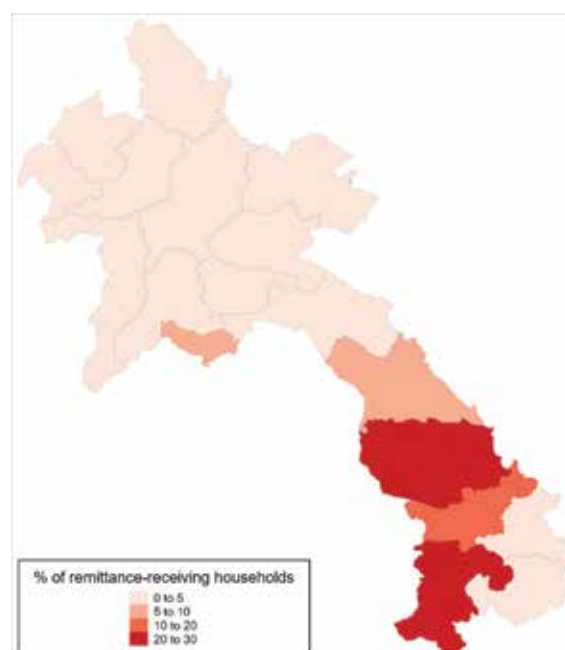 % of remittance-receiving households
0 to 5
5 to 10
10 to 20
20 to 30